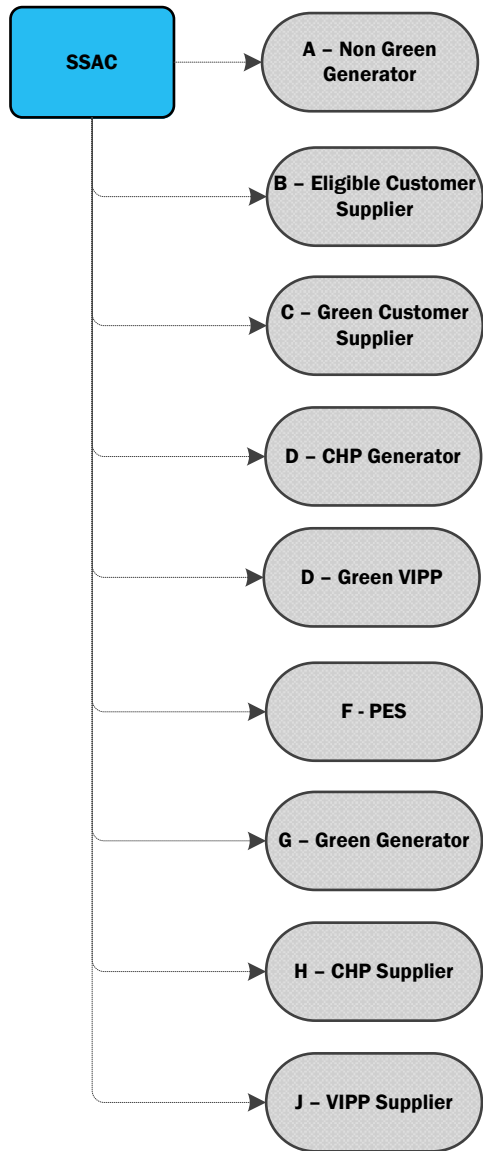 SSAC
A – Non Green
Generator
B – Eligible Customer
Supplier
C – Green Customer
Supplier
D – CHP Generator
D – Green VIPP
F - PES
G – Green Generator
H – CHP Supplier
J – VIPP Supplier